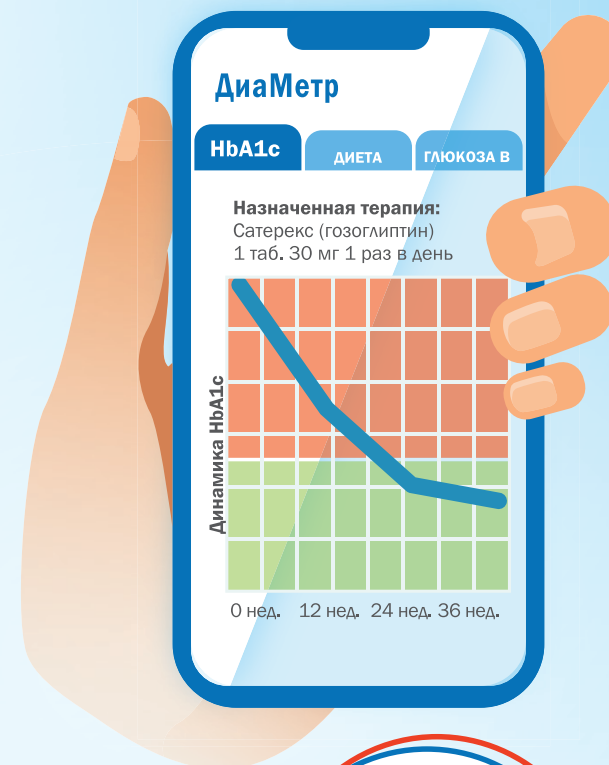 ДиаМетр
HbA1c
ДИЕТА
ГЛЮКОЗА В
Назначенная терапия:
Сатерекс (гозоглиптин)
1 таб. 30 мг 1 раз в день
Динамика HbA1c
0 нед. 12 нед. 24 нед. 36 нед.